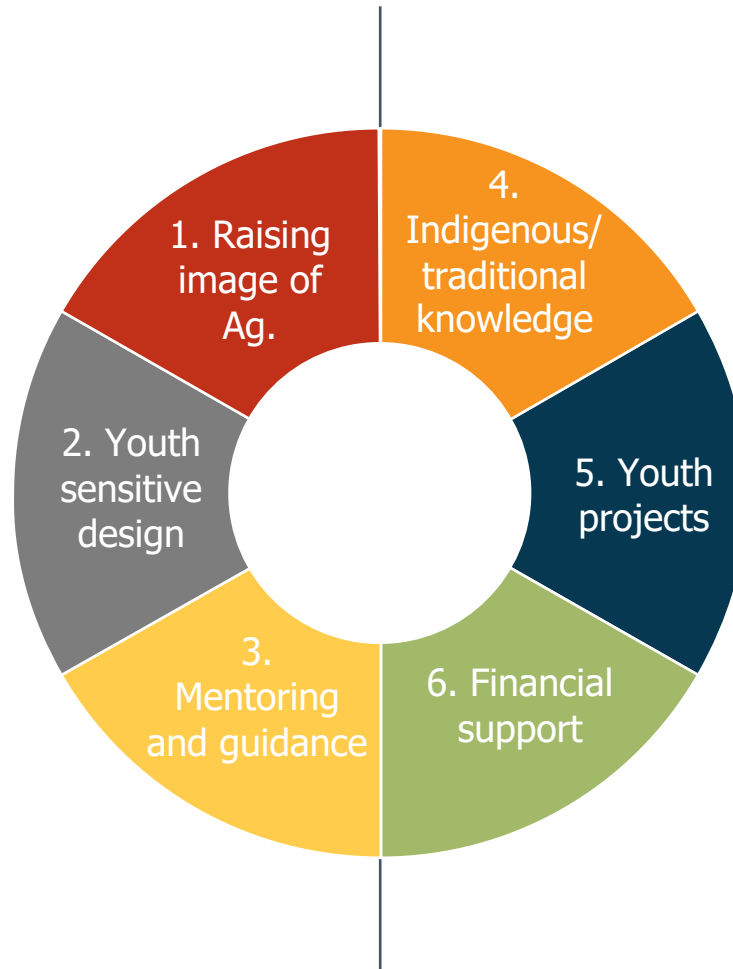 1. Raising
image of
Ag.
2. Youth
sensitive
design
3.
Mentoring
and guidance
4.
Indigenous/
traditional
knowledge
5. Youth
projects
6. Financial
support